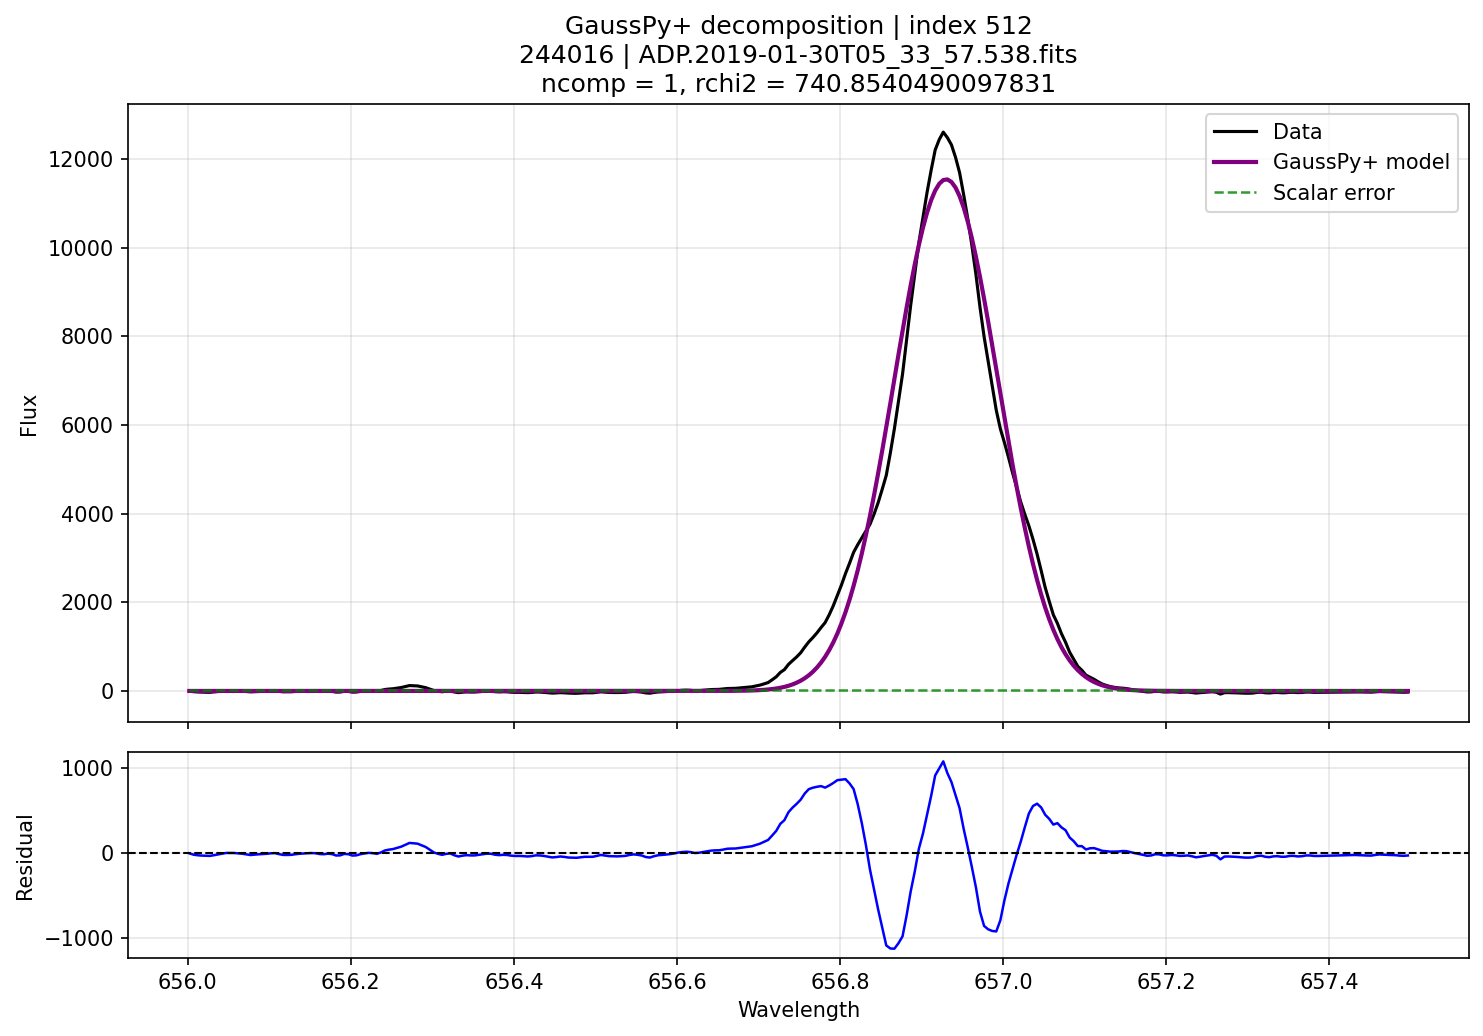 GaussPy+ decomposition | index 512
244016 | ADP.2019-01-30T05_33_57.538.fits
ncomp = 1, rchi2 = 740.8540490097831
Data
GaussPy+ model
Scalar error
12000
10000
8000
6000
4000
2000
0
Flux
1000
0
−1000
Residual
656.0
656.2
656.4
656.6
656.8
657.0
657.2
657.4
Wavelength